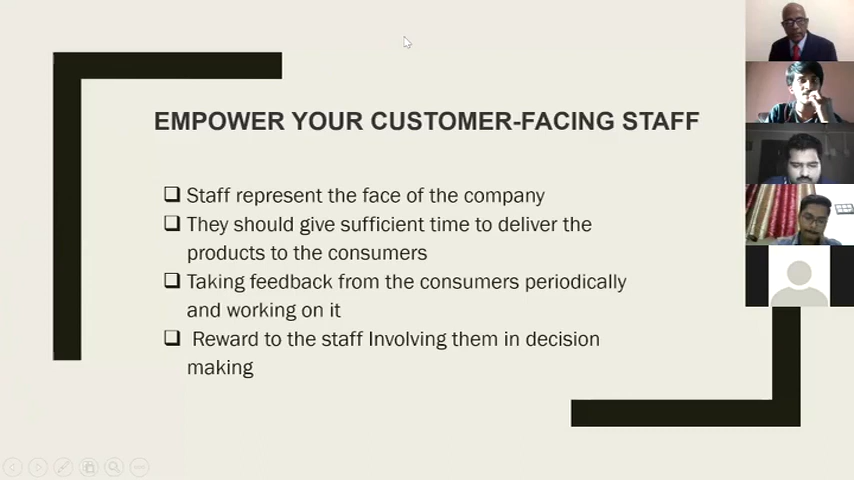 EMPOWER YOUR CUSTOMER-FACING STAFF
Staff represent the face of the company
They should give sufficient time to deliver the
products to the consumers
Taking feedback from the consumers periodically
and working on it
Reward to the staff Involving them in decision
making